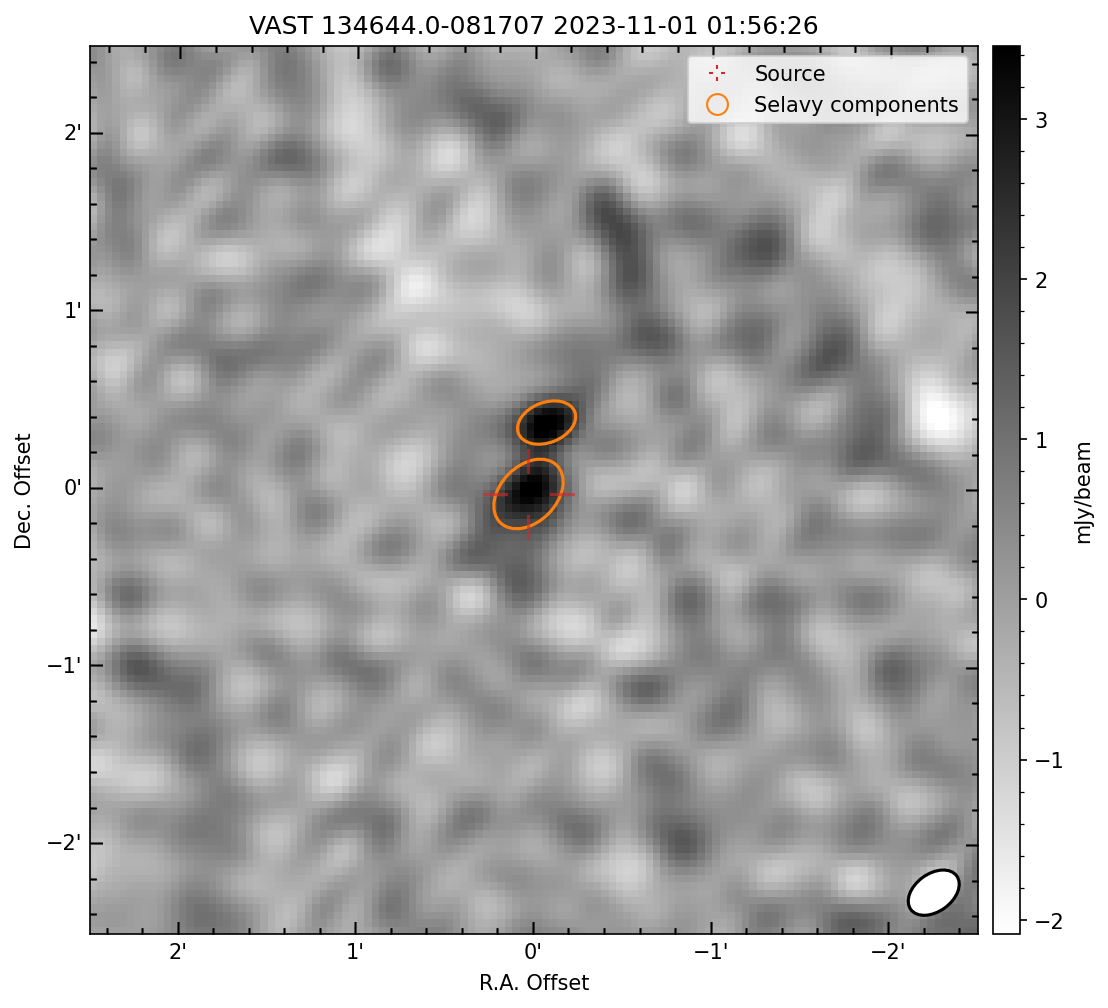 VAST 134644.0-081707 2023-11-01 01:56:26
Source
Selavy components
2'
1'
0'
−1'
−2'
Dec. Offset
2'
1'
0'
−1'
−2'
R.A. Offset
3
2
1
0
−1
−2
mJy/beam